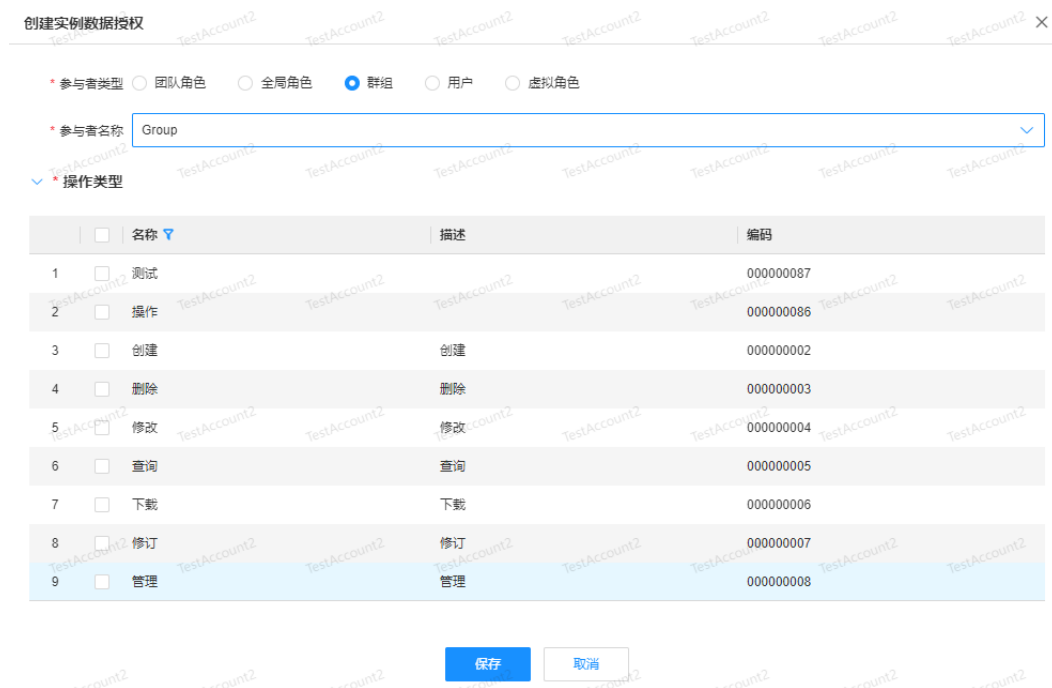 创建实例数据授权
* 参与者类型 团队角色 全局角色 群组 用户 虚拟角色
* 参与者名称 Group
* 操作类型
名称 描述 编码
1 测试 000000087
2 操作 000000086
3 创建 创建 000000002
4 删除 删除 000000003
5 修改 修改 000000004
6 查询 查询 000000005
7 下载 下载 000000006
8 修订 修订 000000007
9 管理 管理 000000008
保存 取消
TestAccount2